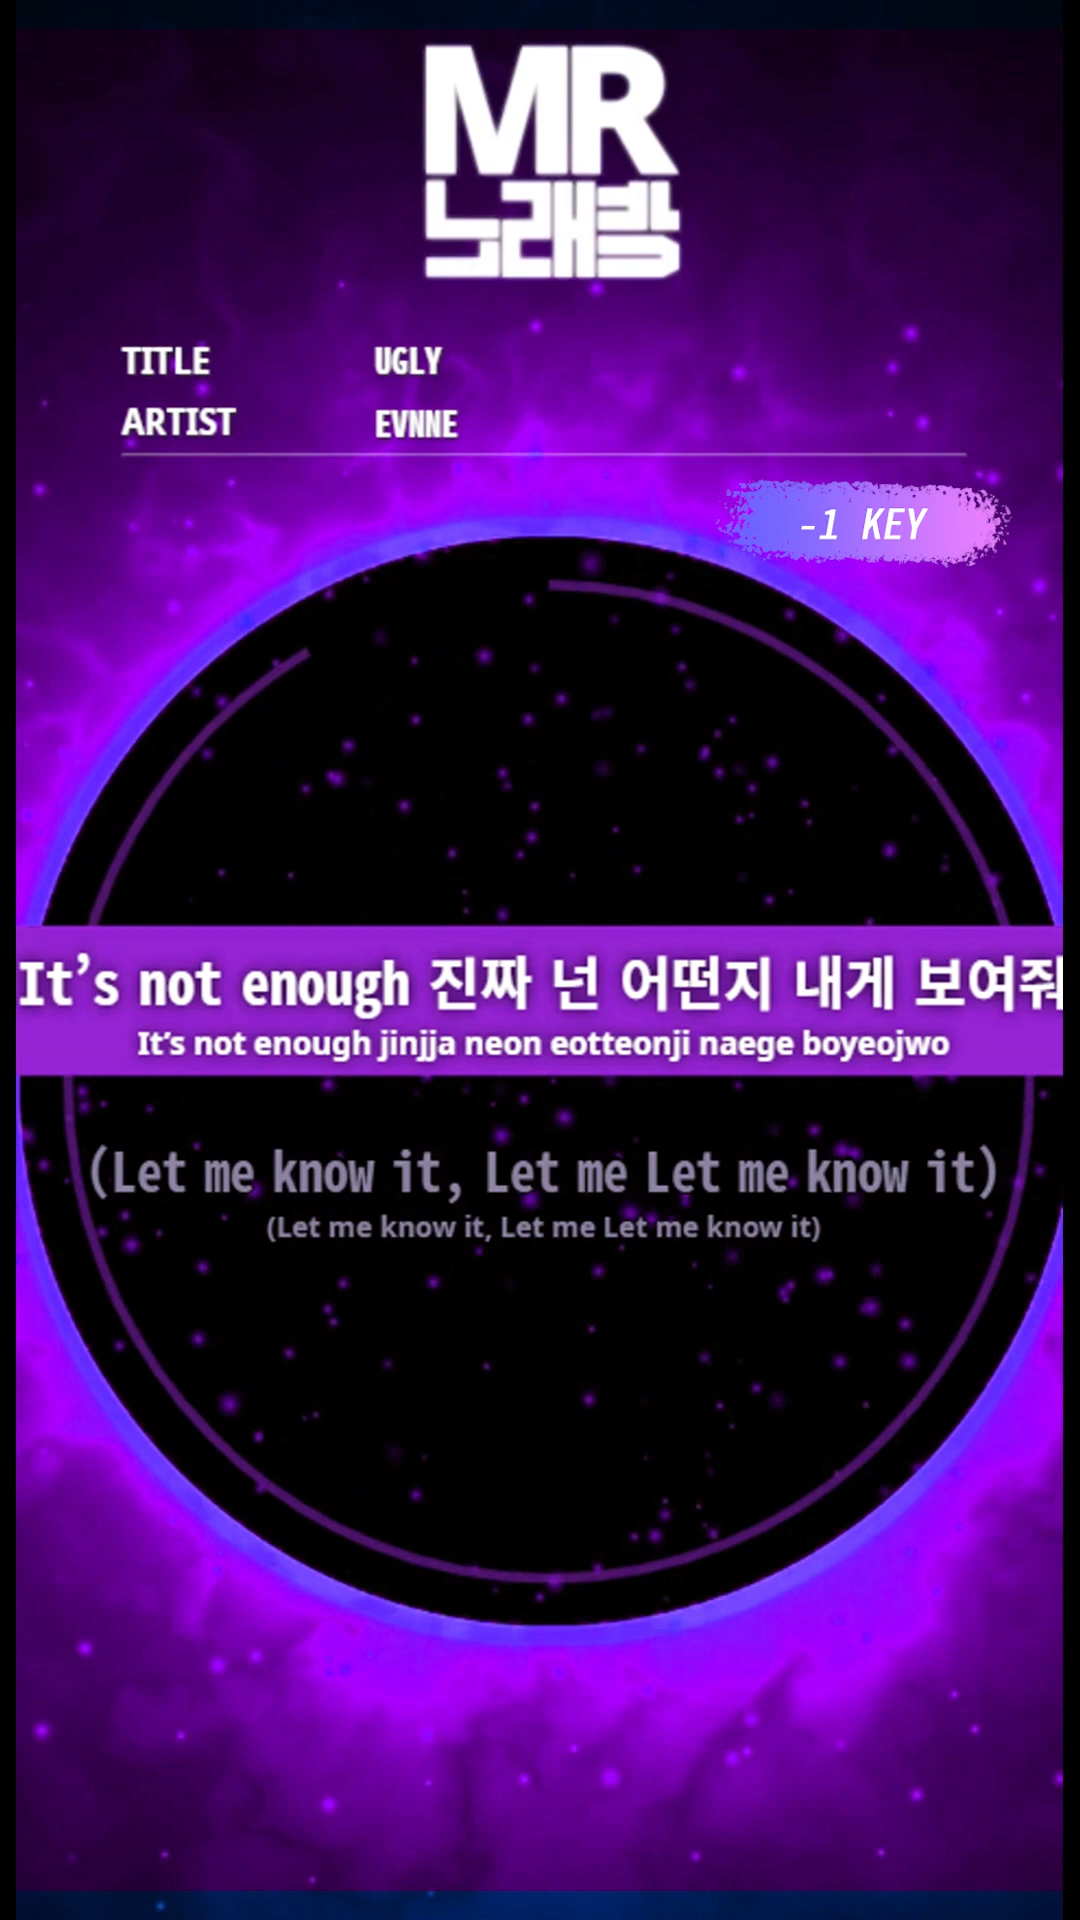 MR
노래방
TITLE UGLY
ARTIST EVNNE
-1 KEY
It’s not enough 진짜 넌 어떤지 내게 보여줘
It’s not enough jinjja neon eotteonji naege boyeojwo
(Let me know it, Let me Let me know it)
(Let me know it, Let me Let me know it)